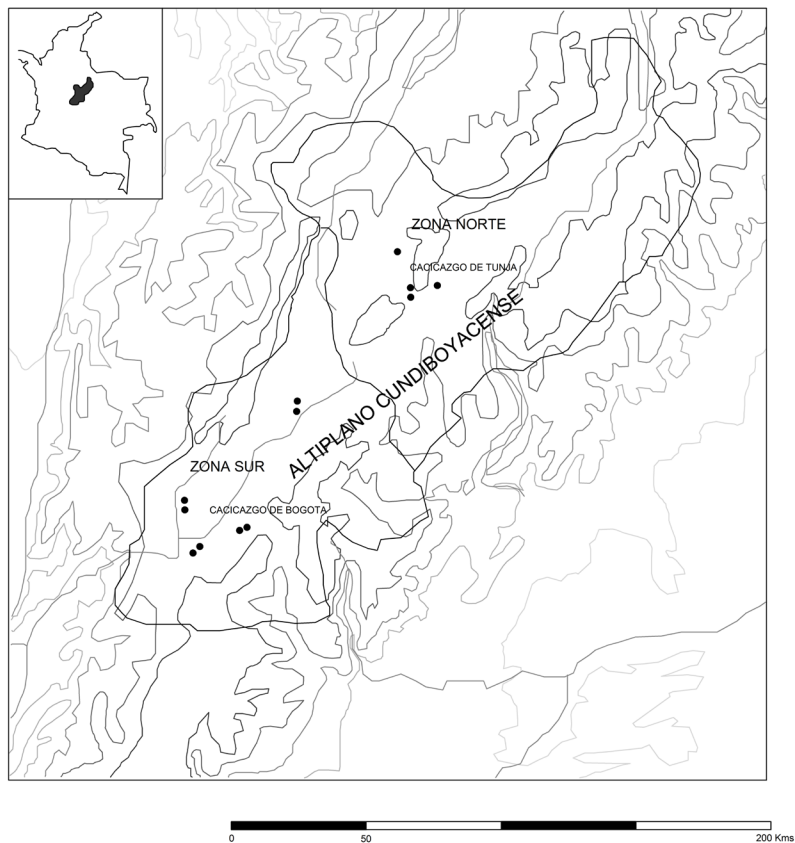 ZONA NORTE
CACICAZGO DE TUNJA
ALTIPLANO CUNDIBOYACENSE
ZONA SUR
CACICAZGO DE BOGOTA
0 50 200 Kms